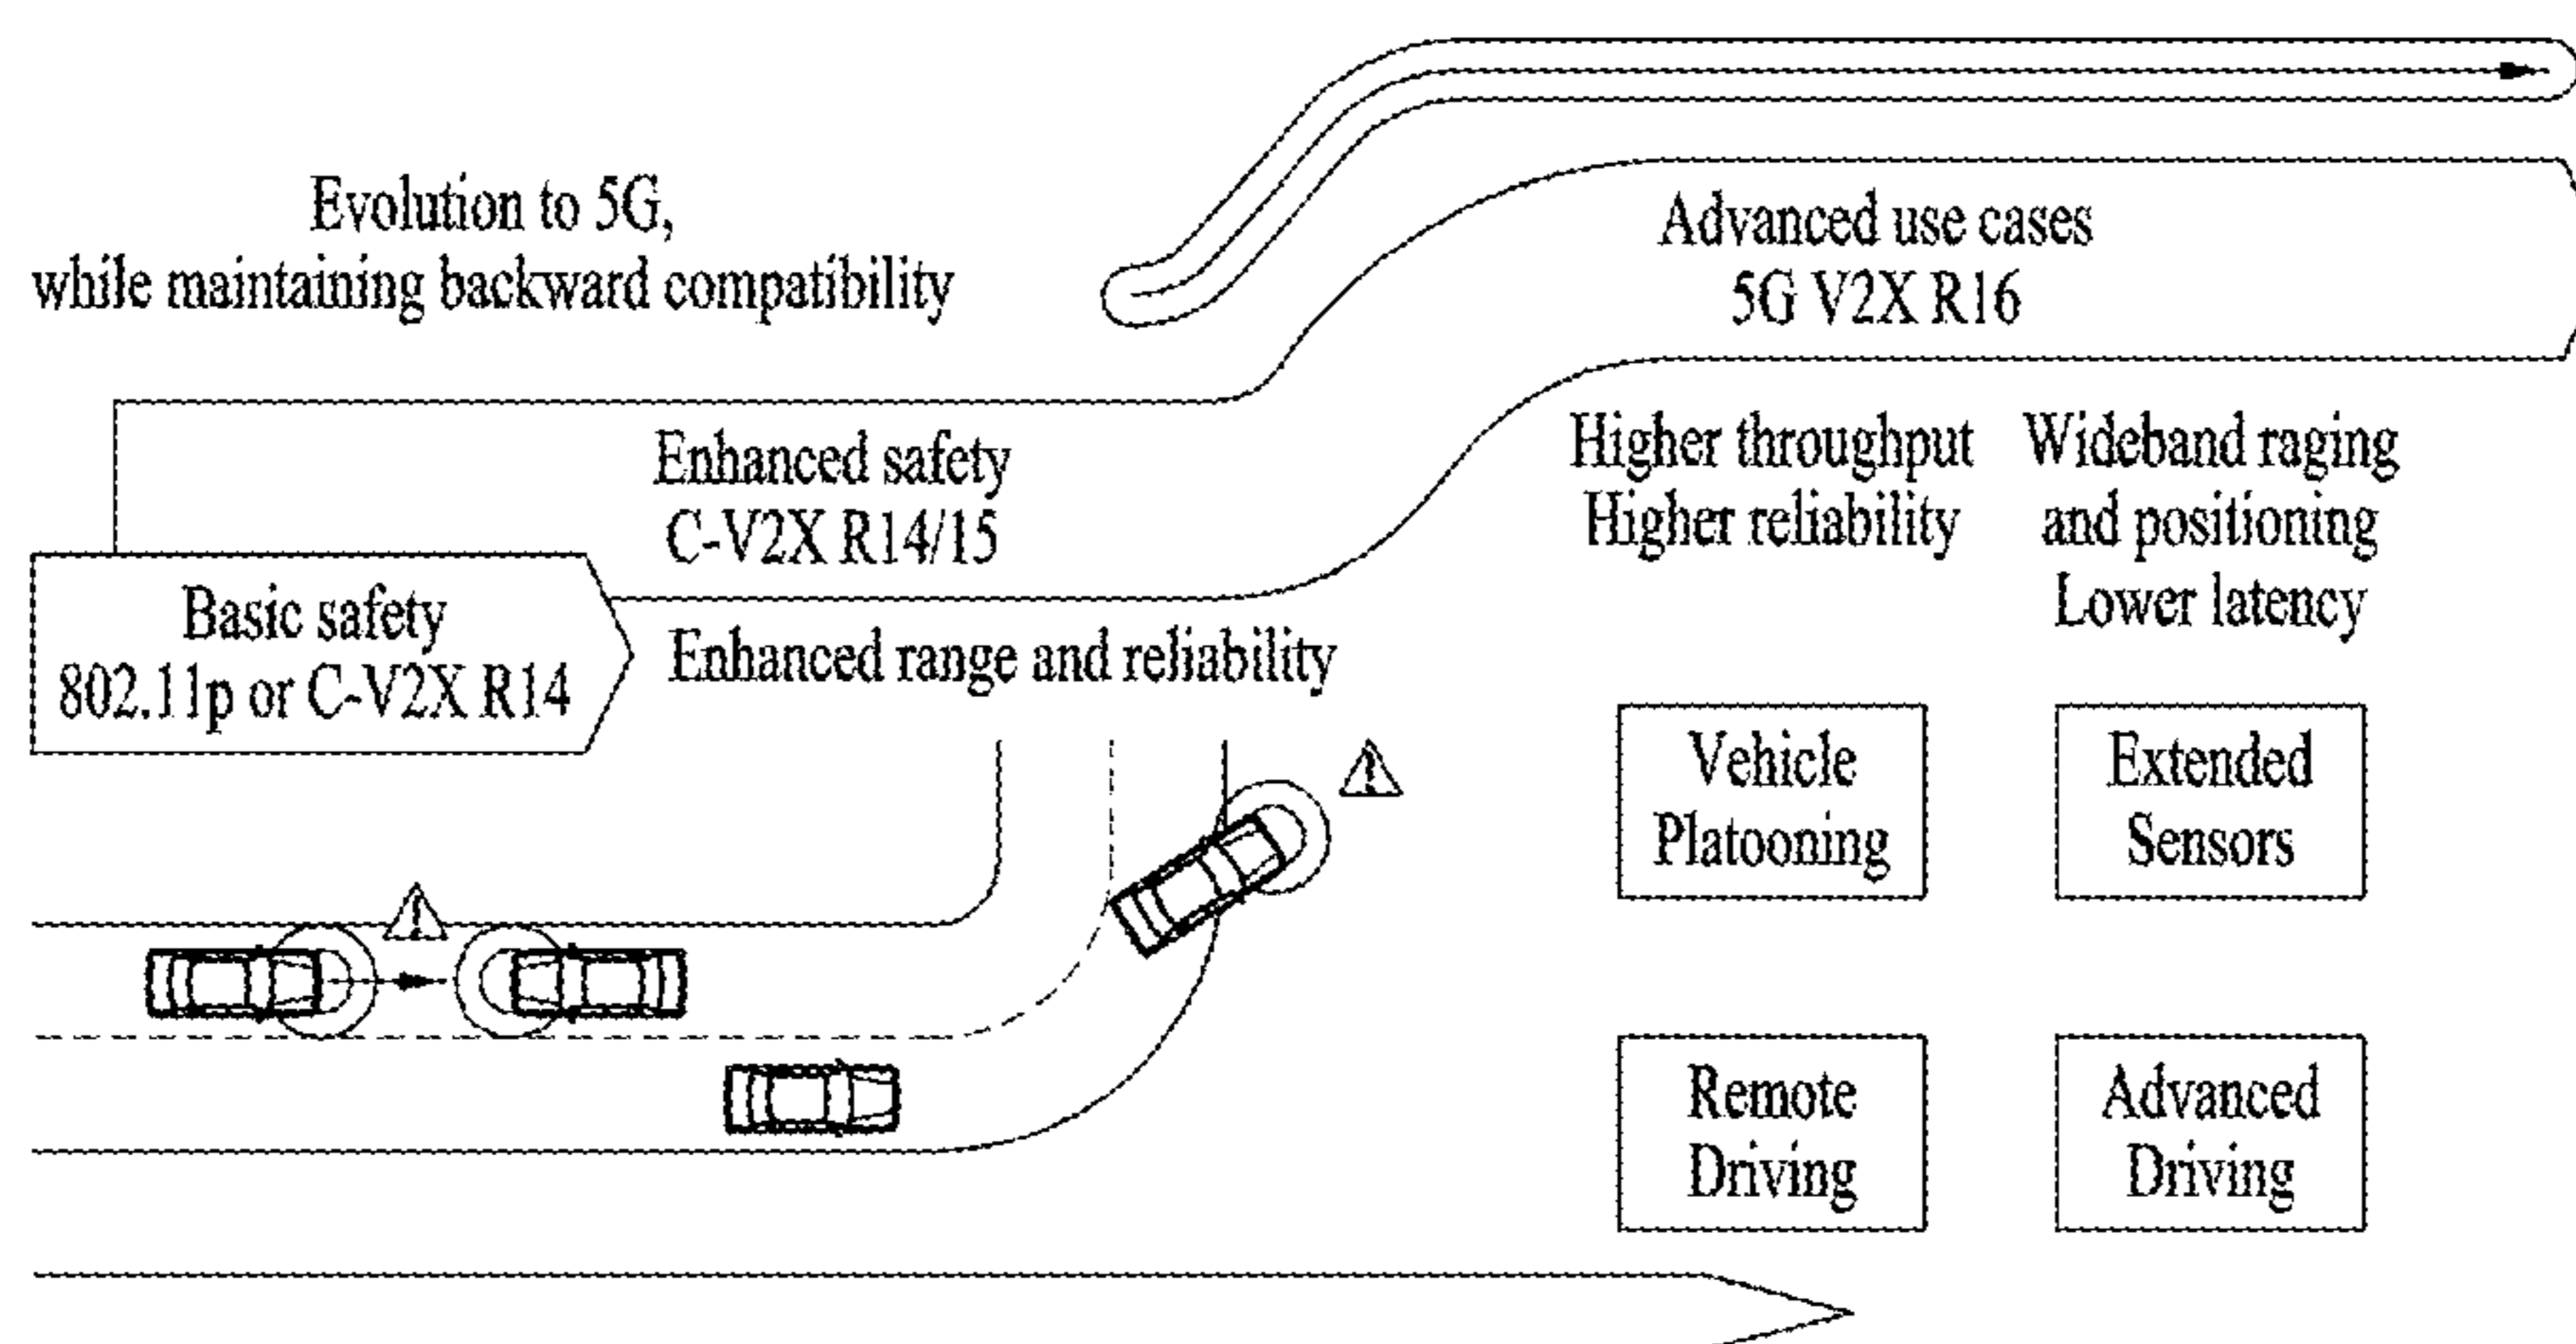 Evolution to 5G,
while maintaining backward compatibility
Advanced use cases
5G V2X R16
Enhanced safety
C-V2X R14/15
Basic safety
802.11p or C-V2X R14
Enhanced range and reliability
Higher throughput
Higher reliability
Wideband raging
and positioning
Lower latency
Vehicle
Platooning
Extended
Sensors
Remote
Driving
Advanced
Driving